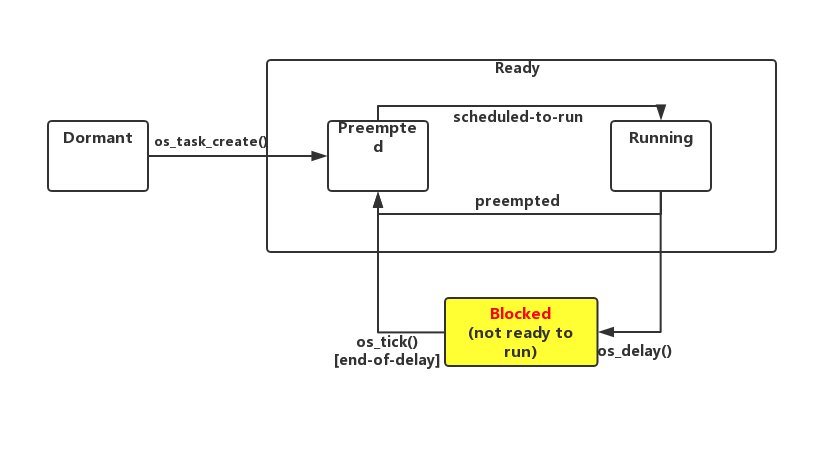 Ready
scheduled-to-run
Dormant
os_task_create()
Preempte
d
Running
preempted
Blocked
(not ready to
run)
os_tick()
[end-of-delay]
os_delay()